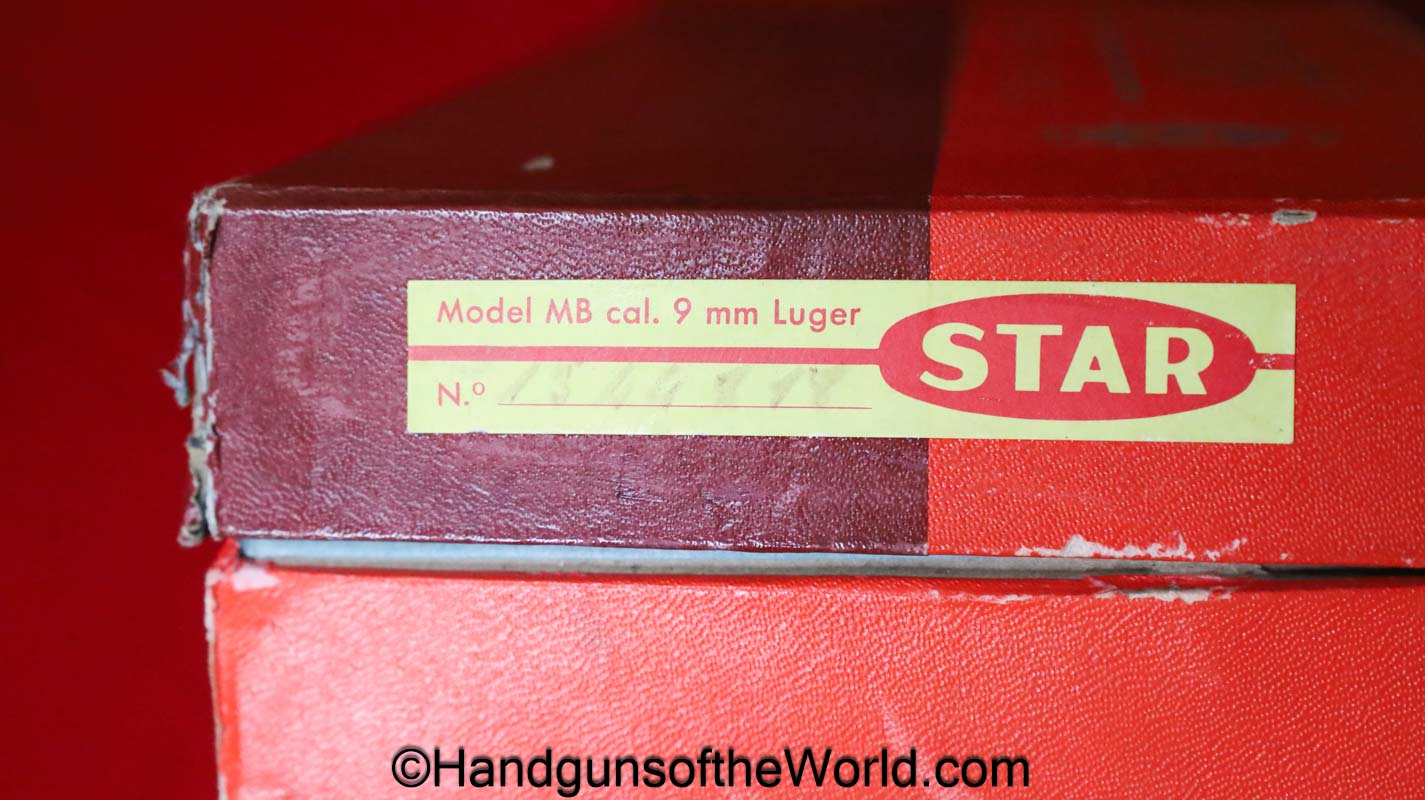 Model MB cal. 9 mm Luger
STAR
N.º
©HandgunsoftheWorld.com